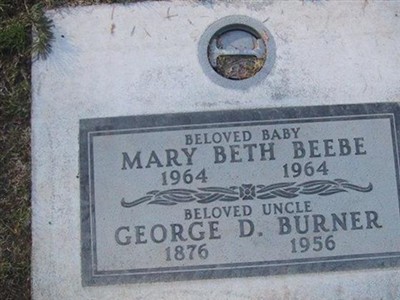 BELOVED BABY
MARY BETH BEEBE
1964 1964
BELOVED UNCLE
GEORGE D. BURNER
1876 1956